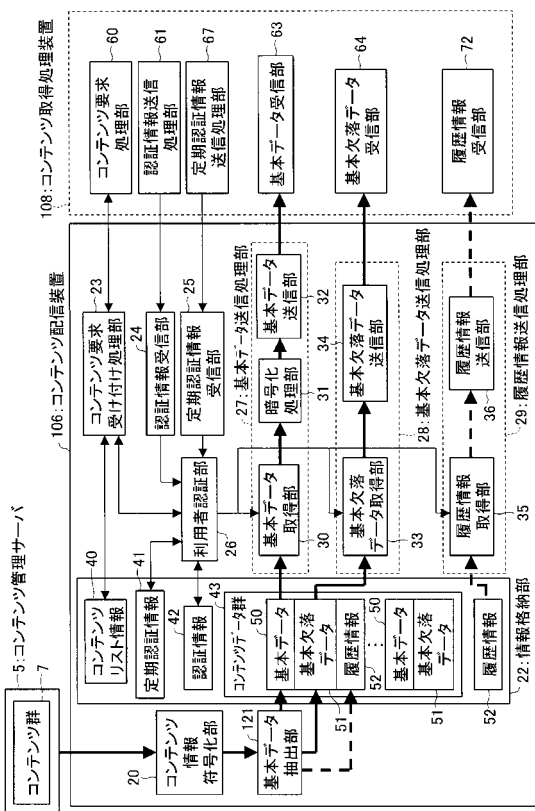 5:コンテンツ管理サーバ
7
コンテンツ群
106:コンテンツ配信装置
108:コンテンツ取得処理装置
20
コンテンツ
情報
符号化部
121
基本データ
抽出部
22:情報格納部
40
コンテンツ
リスト情報
41
定期認証情報
42
認証情報
43
コンテンツデータ群
50
基本データ
基本欠落
データ
履歴情報
52
50
基本データ
基本欠落
データ
51
51
履歴情報
52
23
コンテンツ要求
受け付け処理部
24
認証情報受信部
25
定期認証情報
受信部
利用者認証部
26
27:基本データ送信処理部
基本データ
取得部
30
暗号化
処理部
31
基本データ
送信部
32
28:基本欠落データ送信処理部
基本欠落
データ取得部
33
基本欠落
データ送信部
34
29:履歴情報送信処理部
履歴情報
取得部
35
履歴情報
送信部
36
コンテンツ要求
処理部
60
認証情報送信
処理部
61
定期認証情報
送信処理部
67
基本データ受信部
63
基本欠落データ
受信部
64
履歴情報
受信部
72